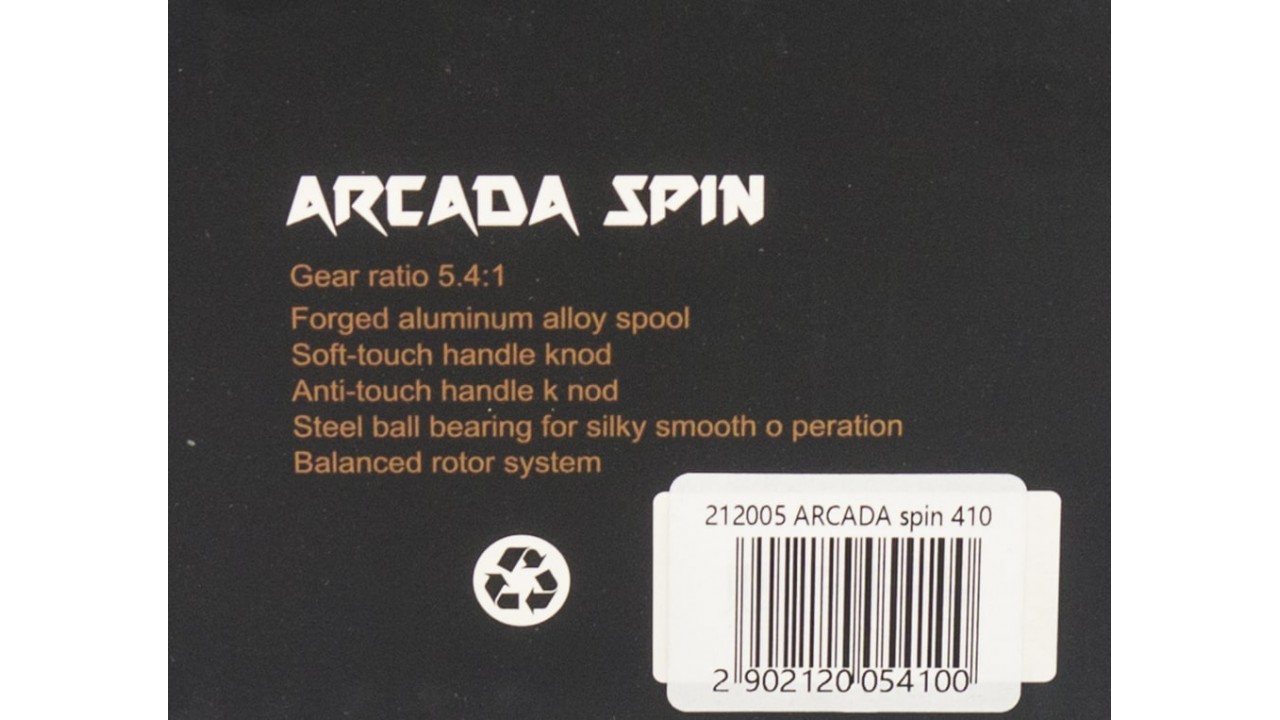 ARCADA SPIN
Gear ratio 5.4:1
Forged aluminum alloy spool
Soft-touch handle knod
Anti-touch handle k nod
Steel ball bearing for silky smooth o peration
Balanced rotor system
212005 ARCADA spin 410
2 902120 054100